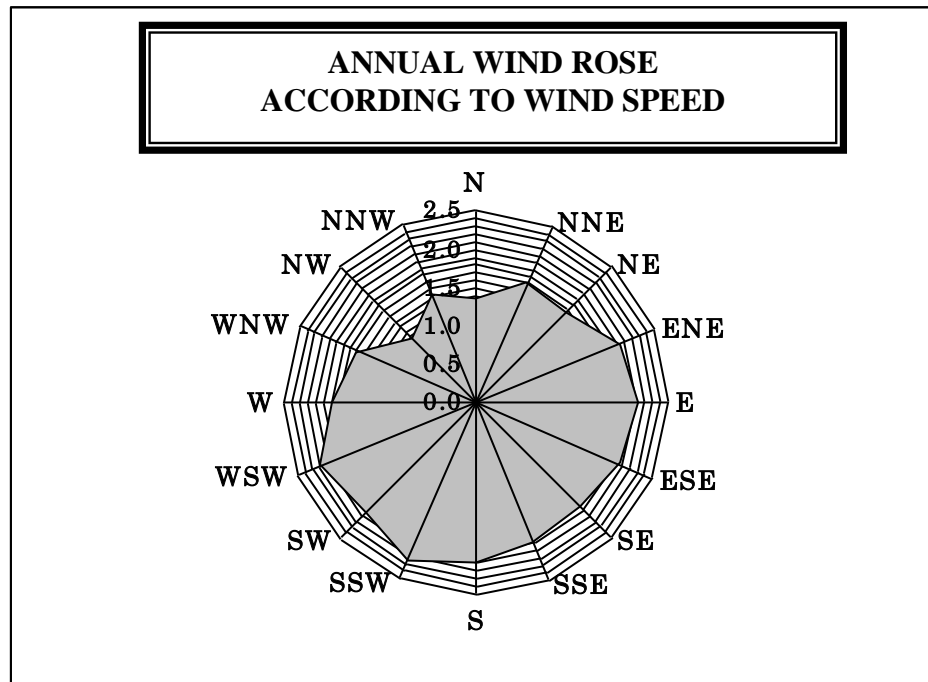 ANNUAL WIND ROSE
ACCORDING TO WIND SPEED
N
NNW
2.5
NNE
NW
2.0
NE
1.5
WNW
1.0
ENE
0.5
W
0.0
E
WSW
ESE
SW
SE
SSW
SSE
S